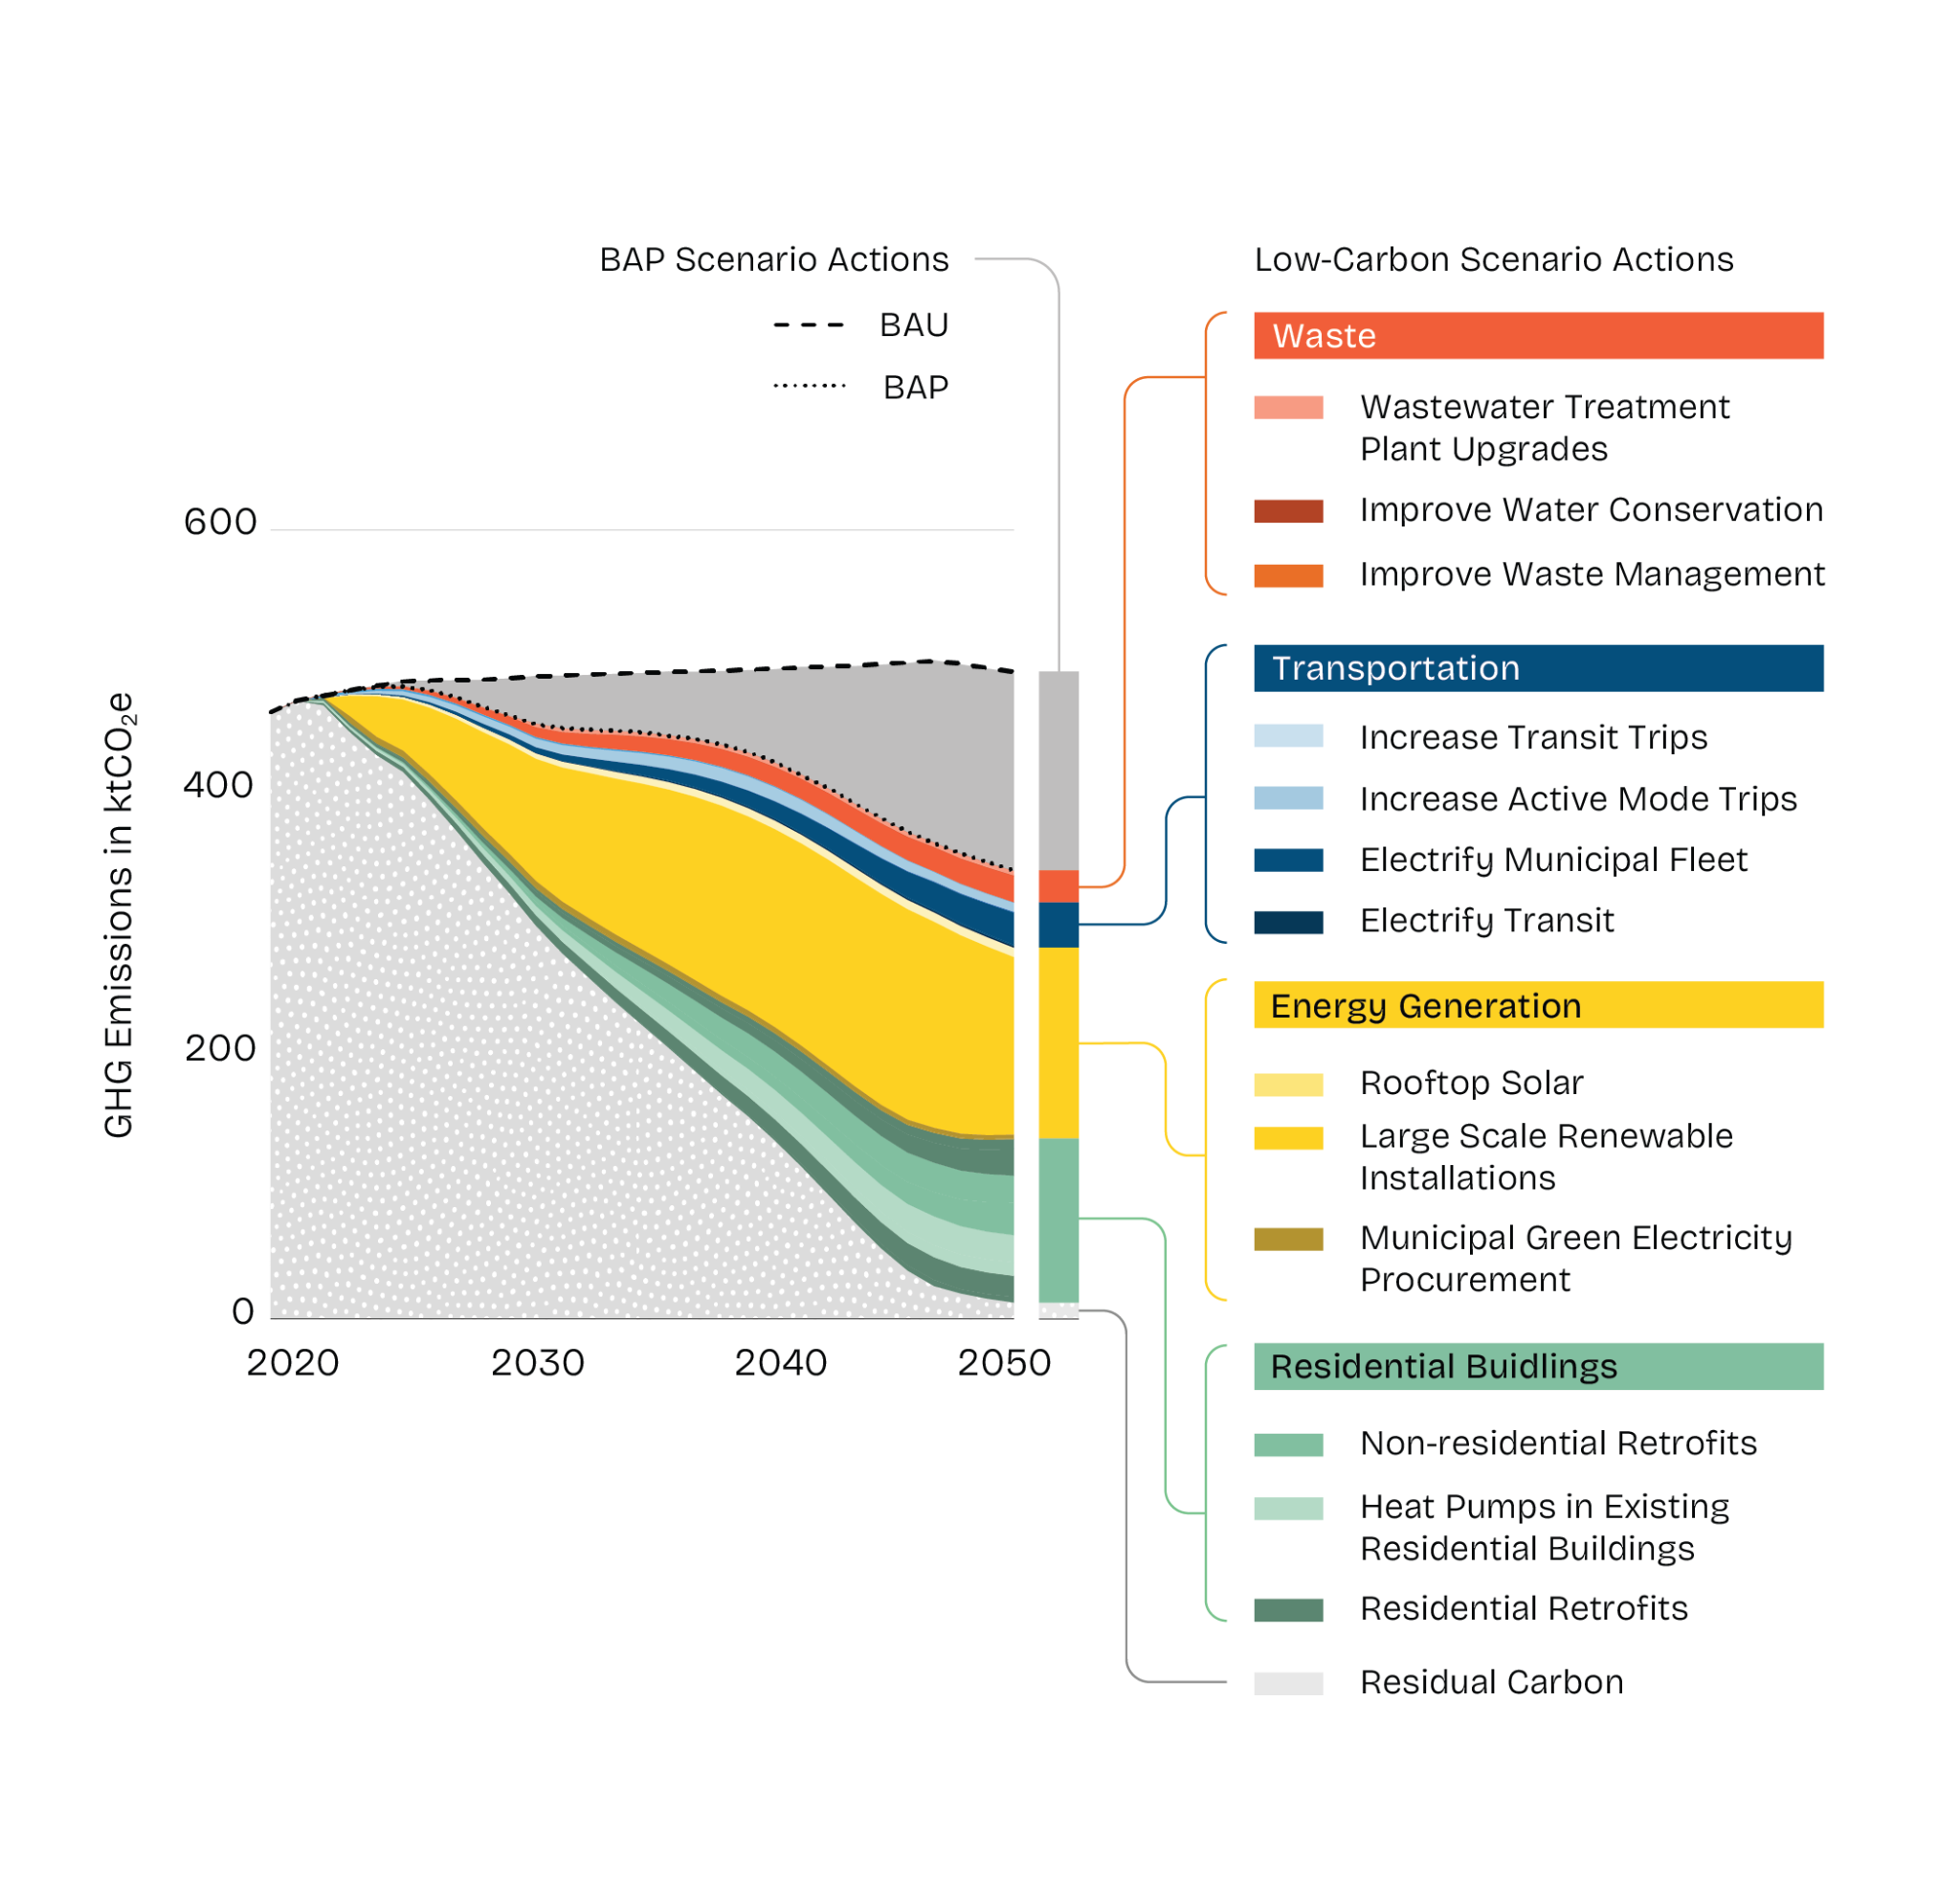 BAP Scenario Actions
BAU
BAP
GHG Emissions in ktCO₂e
600
400
200
0
2020
2030
2040
2050
Low-Carbon Scenario Actions
Waste
Wastewater Treatment
Plant Upgrades
Improve Water Conservation
Improve Waste Management
Transportation
Increase Transit Trips
Increase Active Mode Trips
Electrify Municipal Fleet
Electrify Transit
Energy Generation
Rooftop Solar
Large Scale Renewable
Installations
Municipal Green Electricity
Procurement
Residential Buidlings
Non-residential Retrofits
Heat Pumps in Existing
Residential Buildings
Residential Retrofits
Residual Carbon